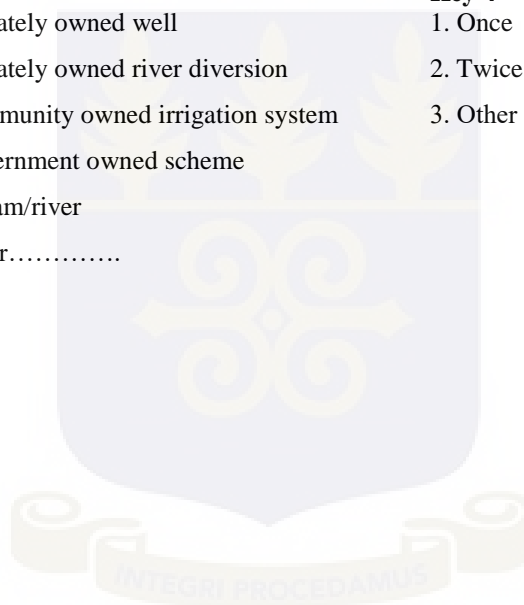 ately owned well 1. Once
ately owned river diversion 2. Twice
munity owned irrigation system 3. Other
ernment owned scheme
am/river
r………….
INTEGRI PROCEDAMUS